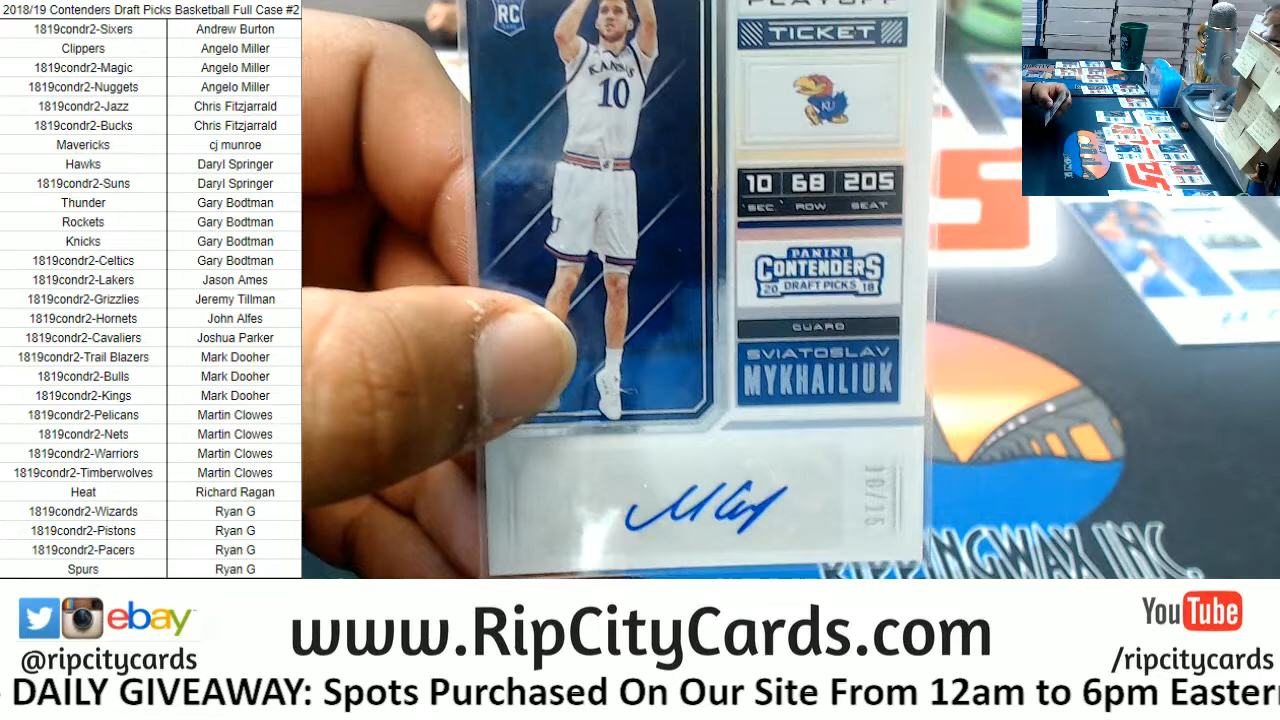 2018/19 Contenders Draft Picks Basketball Full Case #2
1819condr2-Sixers Andrew Burton
Clippers Angelo Miller
1819condr2-Magic Angelo Miller
1819condr2-Nuggets Angelo Miller
1819condr2-Jazz Chris Fitzjarrald
1819condr2-Bucks Chris Fitzjarrald
Mavericks cj munroe
Hawks Daryl Springer
1819condr2-Suns Daryl Springer
Thunder Gary Bodtman
Rockets Gary Bodtman
Knicks Gary Bodtman
1819condr2-Celtics Gary Bodtman
1819condr2-Lakers Jason Ames
1819condr2-Grizzlies Jeremy Tillman
1819condr2-Hornets John Alfes
1819condr2-Cavaliers Joshua Parker
1819condr2-Trail Blazers Mark Dooher
1819condr2-Bulls Mark Dooher
1819condr2-Kings Mark Dooher
1819condr2-Pelicans Martin Clowes
1819condr2-Nets Martin Clowes
1819condr2-Warriors Martin Clowes
1819condr2-Timberwolves Martin Clowes
Heat Richard Ragan
1819condr2-Wizards Ryan G
1819condr2-Pistons Ryan G
1819condr2-Pacers Ryan G
Spurs Ryan G
RC
KANSAS
10
PLAYOFF
TICKET
KU
10 68 205
SEC. ROW SEAT
PANINI
CONTENDERS
20 DRAFT PICKS 18
GUARD
SVIATOSLAV
MYKHAILIUK
10/15
RIPPINGWAX INC.
ebay
@ripcitycards
www.RipCityCards.com
YouTube
/ripcitycards
DAILY GIVEAWAY: Spots Purchased On Our Site From 12am to 6pm Eastern